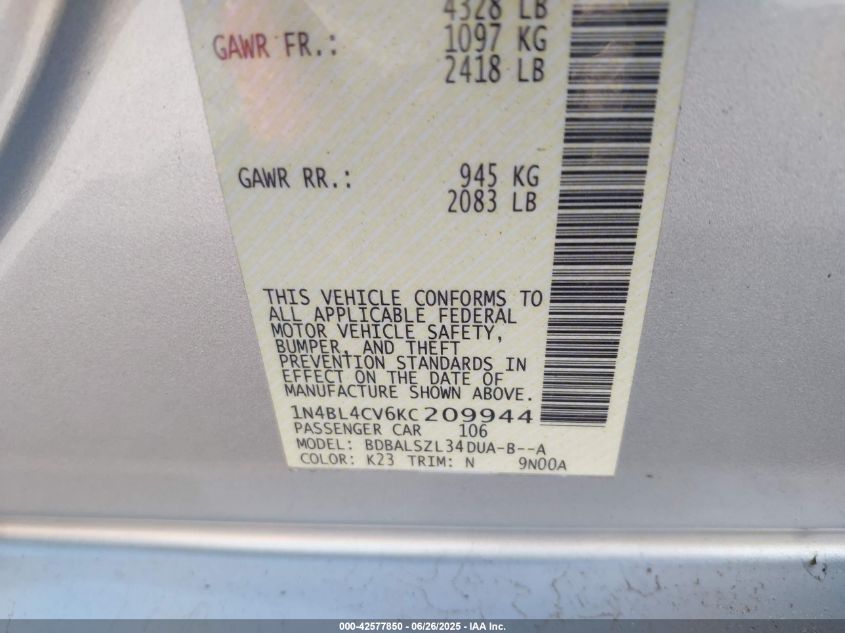 4328 LB
GAWR FR.: 1097 KG
2418 LB
GAWR RR.: 945 KG
2083 LB
THIS VEHICLE CONFORMS TO
ALL APPLICABLE FEDERAL
MOTOR VEHICLE SAFETY,
BUMPER, AND THEFT
PREVENTION STANDARDS IN
EFFECT ON THE DATE OF
MANUFACTURE SHOWN ABOVE.
1N4BL4CV6KC209944
PASSENGER CAR 106
MODEL: BDBALSZL34DUA-B--A
COLOR: K23 TRIM: N 9N00A
000-42577850 - 06/26/2025 - IAA Inc.